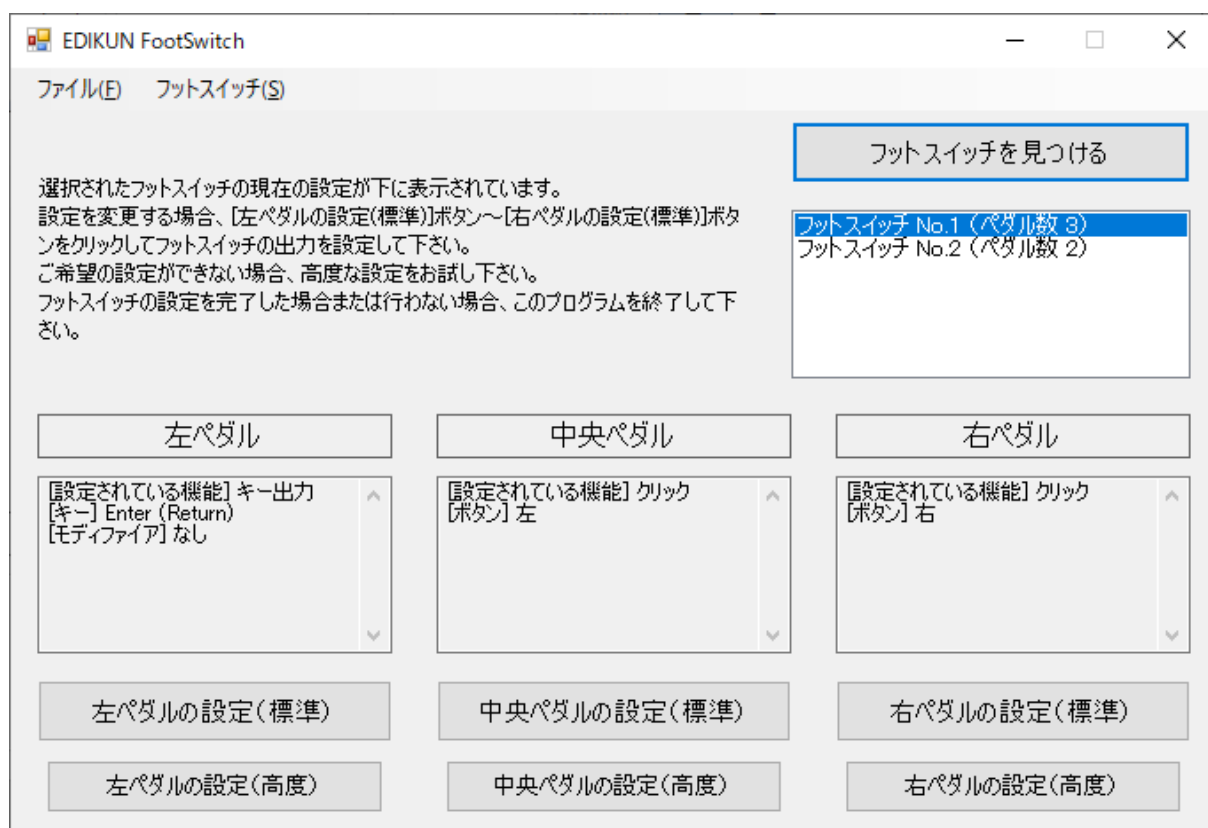 EDIKUN FootSwitch
ファイル(F) フットスイッチ(S)
フットスイッチを見つける
選択されたフットスイッチの現在の設定が下に表示されています。
設定を変更する場合、[左ペダルの設定(標準)]ボタン～[右ペダルの設定(標準)]ボタ
ンをクリックしてフットスイッチの出力を設定して下さい。
ご希望の設定ができない場合、高度な設定をお試し下さい。
フットスイッチの設定を完了した場合または行わない場合、このプログラムを終了して下
さい。
フットスイッチ No.1 (ペダル数 3)
フットスイッチ No.2 (ペダル数 2)
左ペダル
[設定されている機能] キー出力
[キー] Enter (Return)
[モディファイア] なし
中央ペダル
[設定されている機能] クリック
[ボタン] 左
右ペダル
[設定されている機能] クリック
[ボタン] 右
左ペダルの設定(標準)
中央ペダルの設定(標準)
右ペダルの設定(標準)
左ペダルの設定(高度)
中央ペダルの設定(高度)
右ペダルの設定(高度)